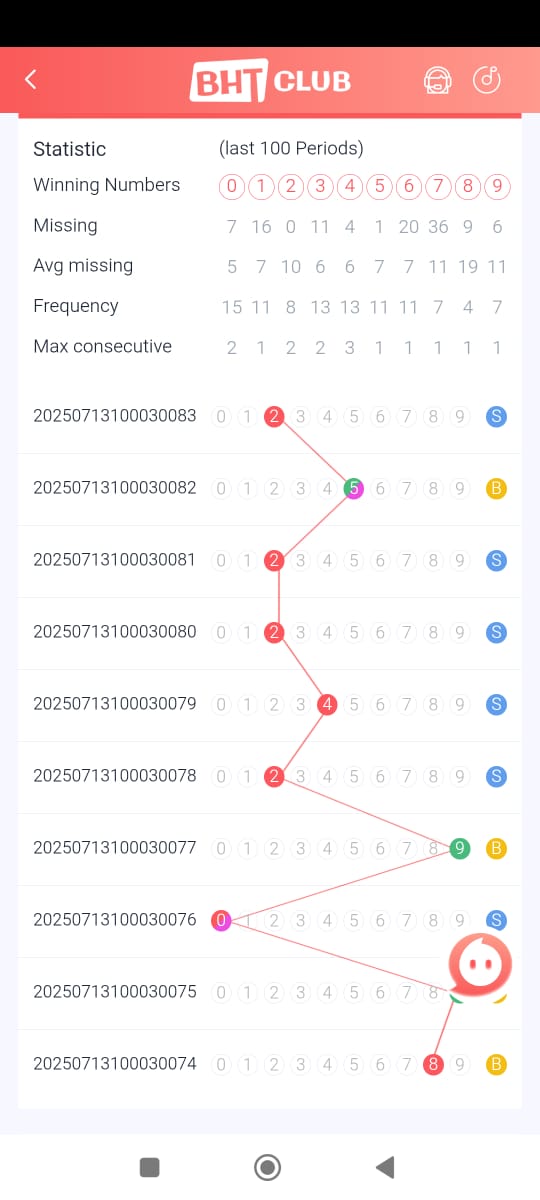 BHT CLUB
Statistic (last 100 Periods)
Winning Numbers 0 1 2 3 4 5 6 7 8 9
Missing 7 16 0 11 4 1 20 36 9 6
Avg missing 5 7 10 6 6 7 7 11 19 11
Frequency 15 11 8 13 13 11 11 7 4 7
Max consecutive 2 1 2 2 3 1 1 1 1 1
20250713100030083 0 1 2 3 4 5 6 7 8 9 S
20250713100030082 0 1 2 3 4 5 6 7 8 9 B
20250713100030081 0 1 2 3 4 5 6 7 8 9 S
20250713100030080 0 1 2 3 4 5 6 7 8 9 S
20250713100030079 0 1 2 3 4 5 6 7 8 9 S
20250713100030078 0 1 2 3 4 5 6 7 8 9 S
20250713100030077 0 1 2 3 4 5 6 7 8 9 B
20250713100030076 0 1 2 3 4 5 6 7 8 9 S
20250713100030075 0 1 2 3 4 5 6 7 8
20250713100030074 0 1 2 3 4 5 6 7 8 9 B